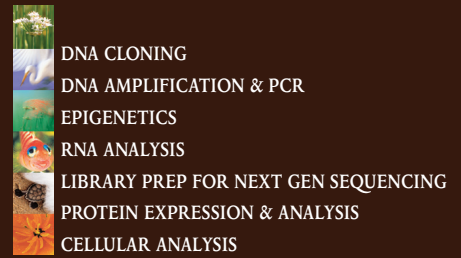 DNA CLONING
DNA AMPLIFICATION & PCR
EPIGENETICS
RNA ANALYSIS
LIBRARY PREP FOR NEXT GEN SEQUENCING
PROTEIN EXPRESSION & ANALYSIS
CELLULAR ANALYSIS